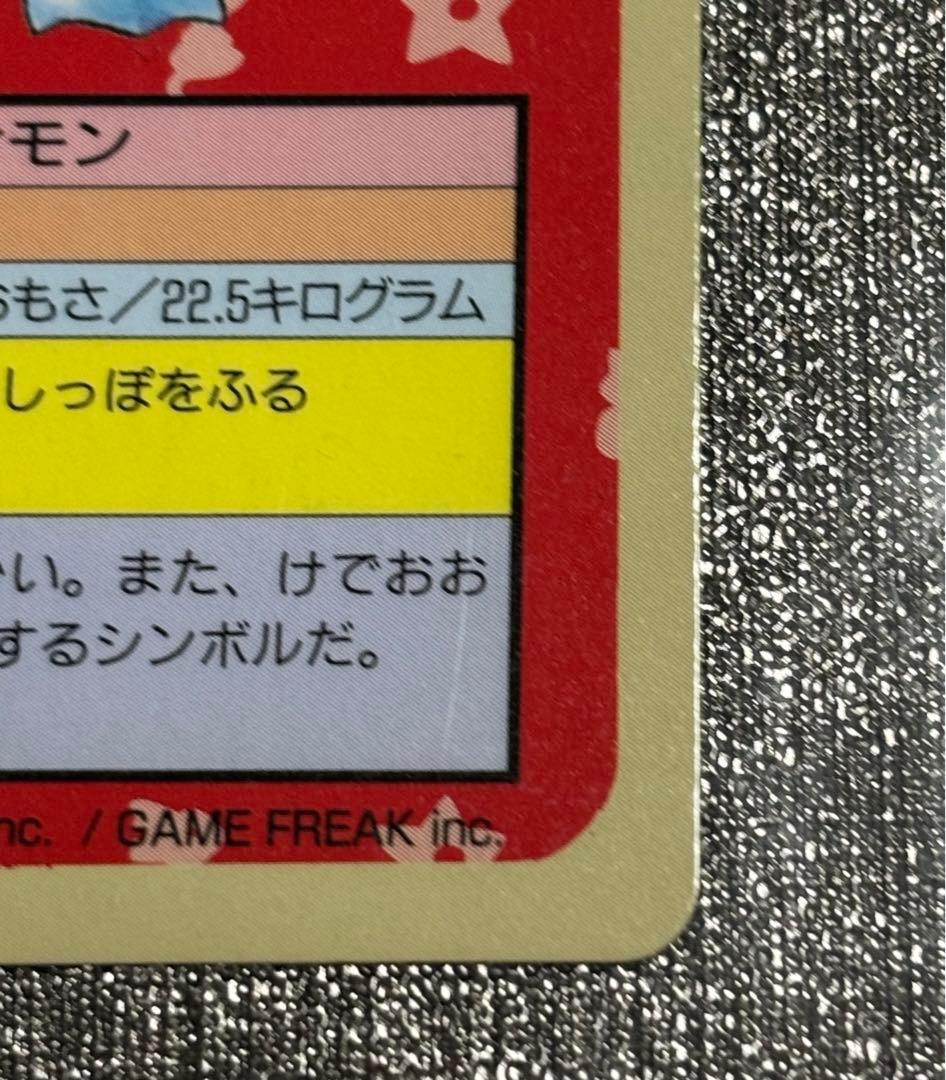 モン
おもさ／22.5キログラム
しっぽをふる
い。また、けでおお
するシンボルだ。
inc. / GAME FREAK inc.